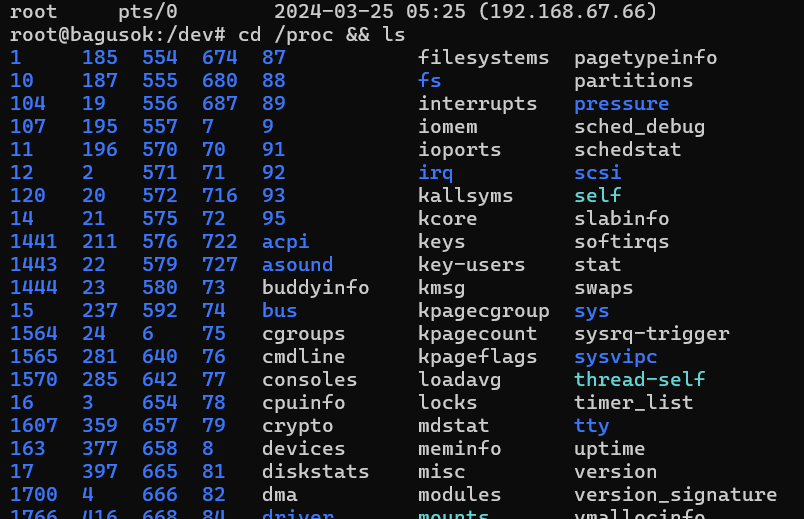 root     pts/0        2024-03-25 05:25 (192.168.67.66)
root@bagusok:/dev# cd /proc && ls
1     185  554  674  87           filesystems  pagetypeinfo
10    187  555  680  88           fs           partitions
104   19   556  687  89           interrupts   pressure
107   195  557  7    9            iomem        sched_debug
11    196  570  70   91           ioports      schedstat
12    2    571  71   92           irq          scsi
120   20   572  716  93           kallsyms     self
14    21   575  72   95           kcore        slabinfo
1441  211  576  722  acpi         keys         softirqs
1443  22   579  727  asound       key-users    stat
1444  23   580  73   buddyinfo    kmsg         swaps
15    237  592  74   bus          kpagecgroup  sys
1564  24   6    75   cgroups      kpagecount   sysrq-trigger
1565  281  640  76   cmdline      kpageflags   sysvipc
1570  285  642  77   consoles     loadavg      thread-self
16    3    654  78   cpuinfo      locks        timer_list
1607  359  657  79   crypto       mdstat       tty
163   377  658  8    devices      meminfo      uptime
17    397  665  81   diskstats    misc         version
1700  4    666  82   dma          modules      version_signature
1766  416  668  84   driver       mounts       vmallocinfo